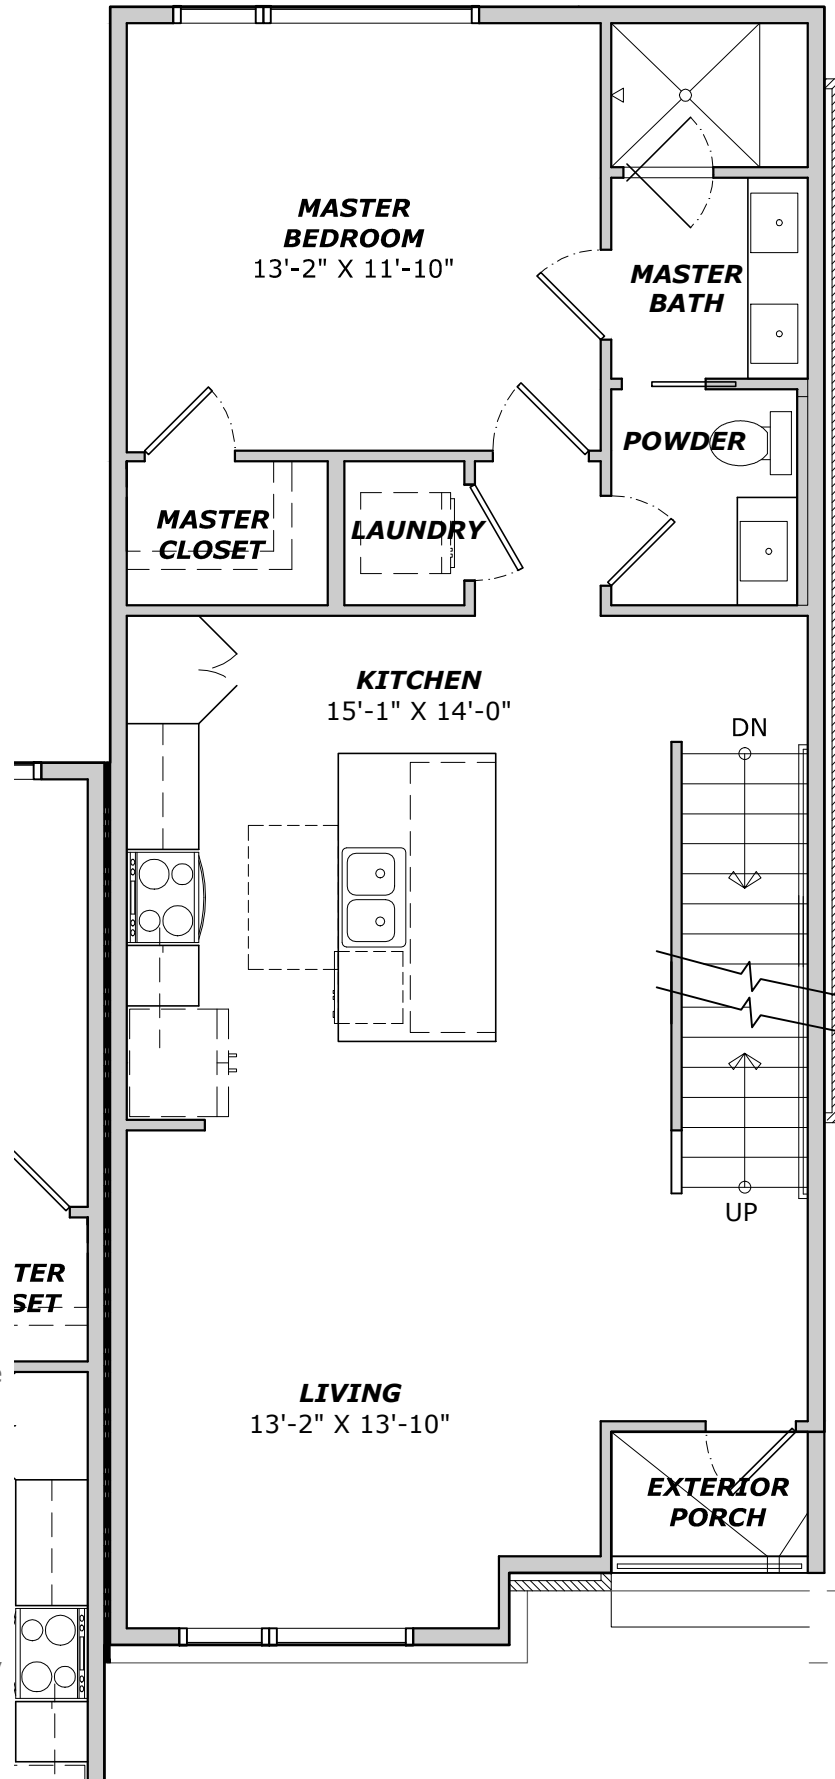 MASTER
BEDROOM
13'-2" X 11'-10"
MASTER
BATH
POWDER
MASTER
CLOSET
LAUNDRY
KITCHEN
15'-1" X 14'-0"
DN
UP
TER
SET
LIVING
13'-2" X 13'-10"
EXTERIOR
PORCH